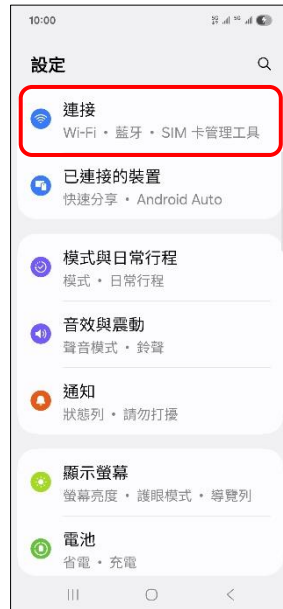 10:00
設定
連接
Wi-Fi • 藍牙 • SIM 卡管理工具
已連接的裝置
快速分享 • Android Auto
模式與日常行程
模式 • 日常行程
音效與震動
聲音模式 • 鈴聲
通知
狀態列 • 請勿打擾
顯示螢幕
螢幕亮度 • 護眼模式 • 導覽列
電池
省電 • 充電